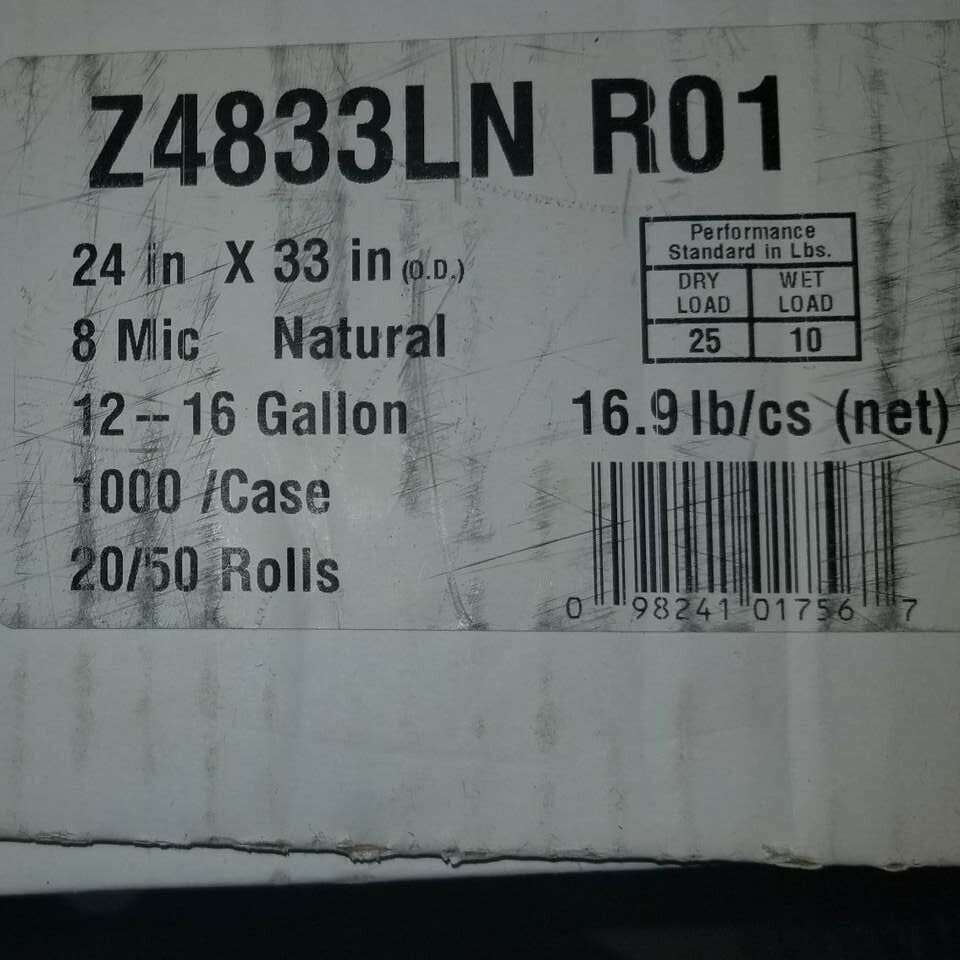 Z4833LN R01
24 in X 33 in (O.D.)
8 Mic Natural
12--16 Gallon
1000 /Case
20/50 Rolls
Performance
Standard in Lbs.
DRY LOAD
WET LOAD
25 10
16.9 lb/cs (net)
0 98241 01756 7